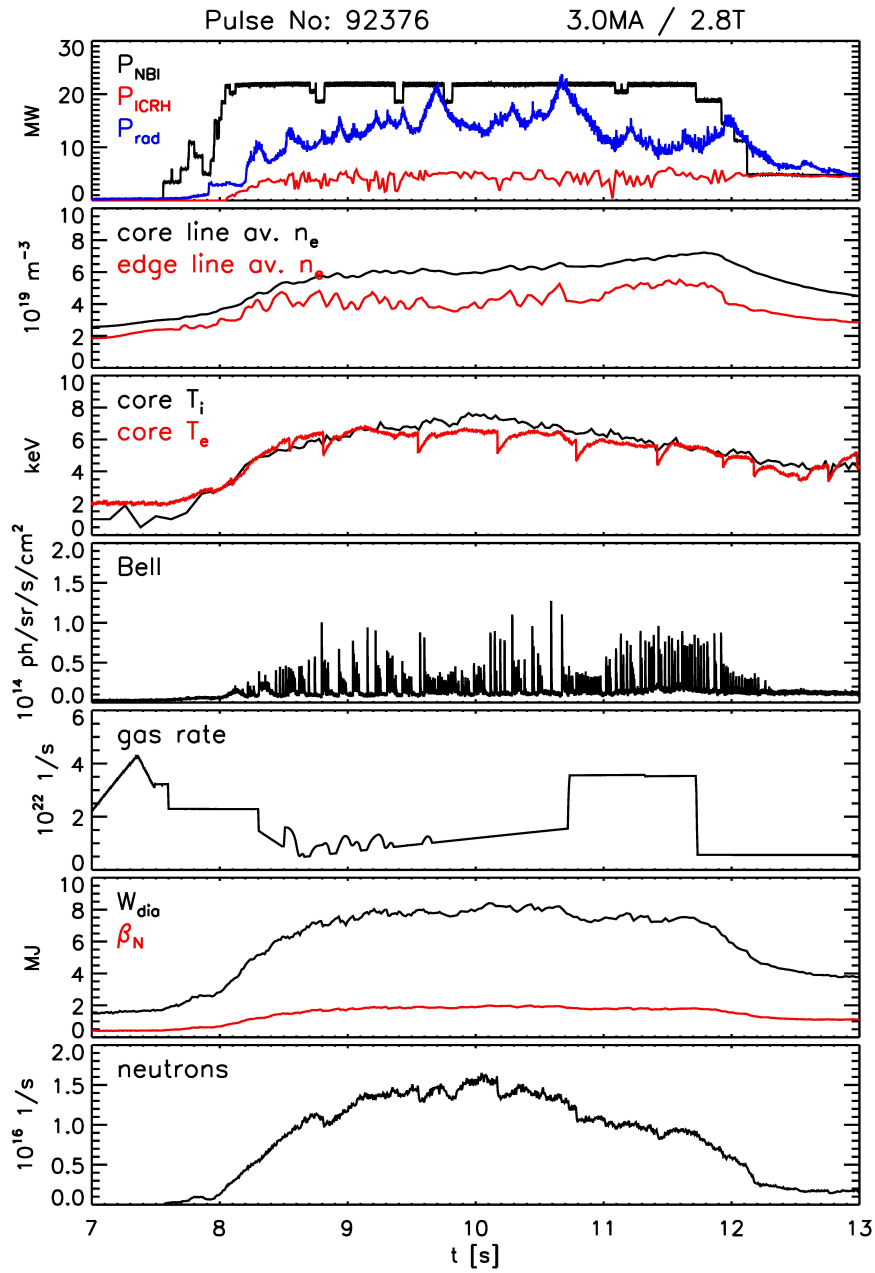 Pulse No: 92376 3.0MA / 2.8T
30
20
10
0
MW
P_NBI
P_ICRH
P_rad
10
8
6
4
2
0
10^19 m^-3
core line av. n_e
edge line av. n_e
10
8
6
4
2
0
keV
core T_i
core T_e
2.0
1.5
1.0
0.5
0.0
10^14 ph/sr/s/cm^2
Bell
6
4
2
0
10^22 1/s
gas rate
10
8
6
4
2
0
MJ
W_dia
β_N
2.0
1.5
1.0
0.5
0.0
10^16 1/s
neutrons
7 8 9 10 11 12 13
t [s]